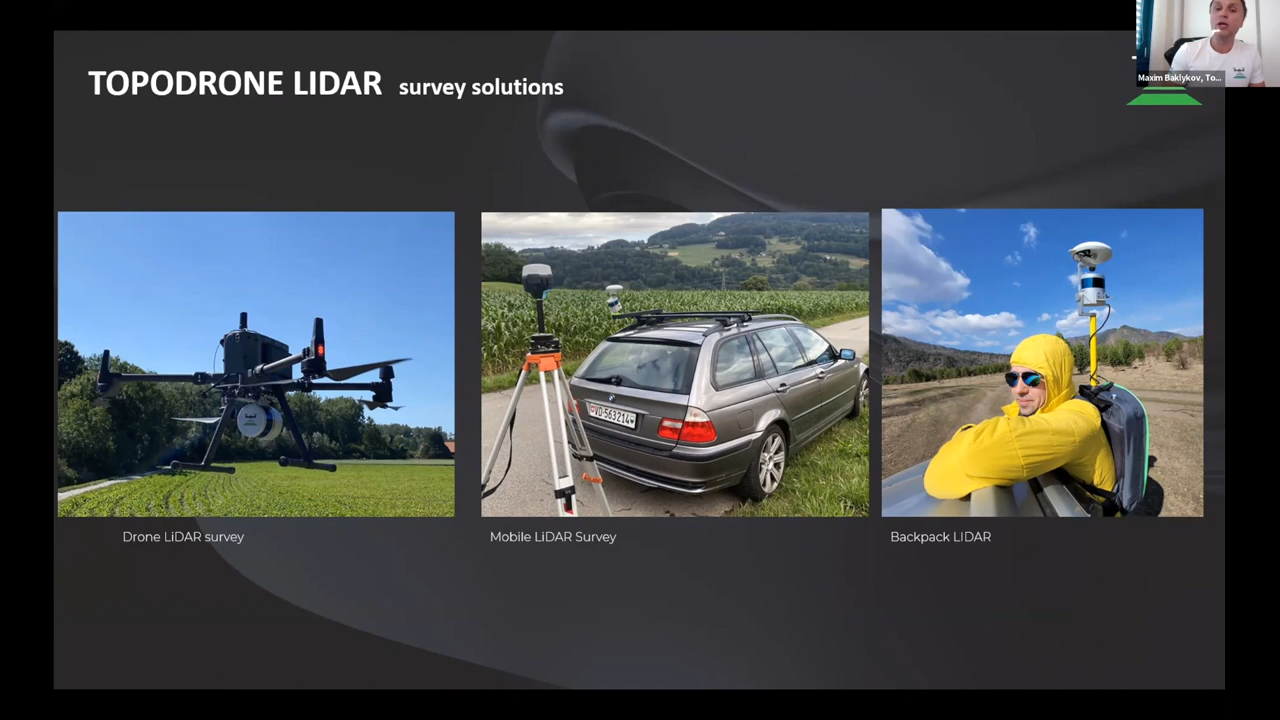 TOPODRONE LIDAR survey solutions
Maxim Baklykov, To...
VD·563214
Drone LiDAR survey
Mobile LiDAR Survey
Backpack LIDAR